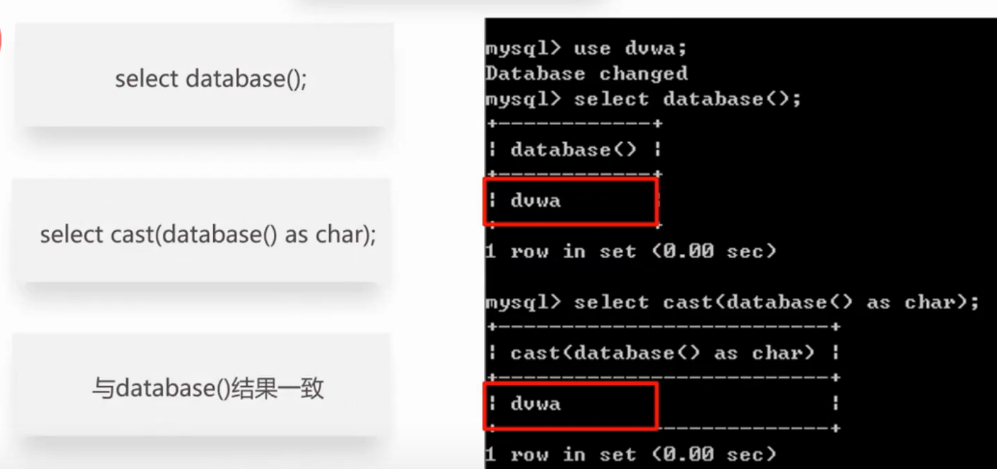 select database();
select cast(database() as char);
与database()结果一致
mysql> use dvwa;
Database changed
mysql> select database();
+------------+
| database() |
+------------+
| dvwa
1 row in set (0.00 sec)
mysql> select cast(database() as char);
+--------------------------+
| cast(database() as char) |
+--------------------------+
| dvwa                     |
+--------------------------+
1 row in set (0.00 sec)